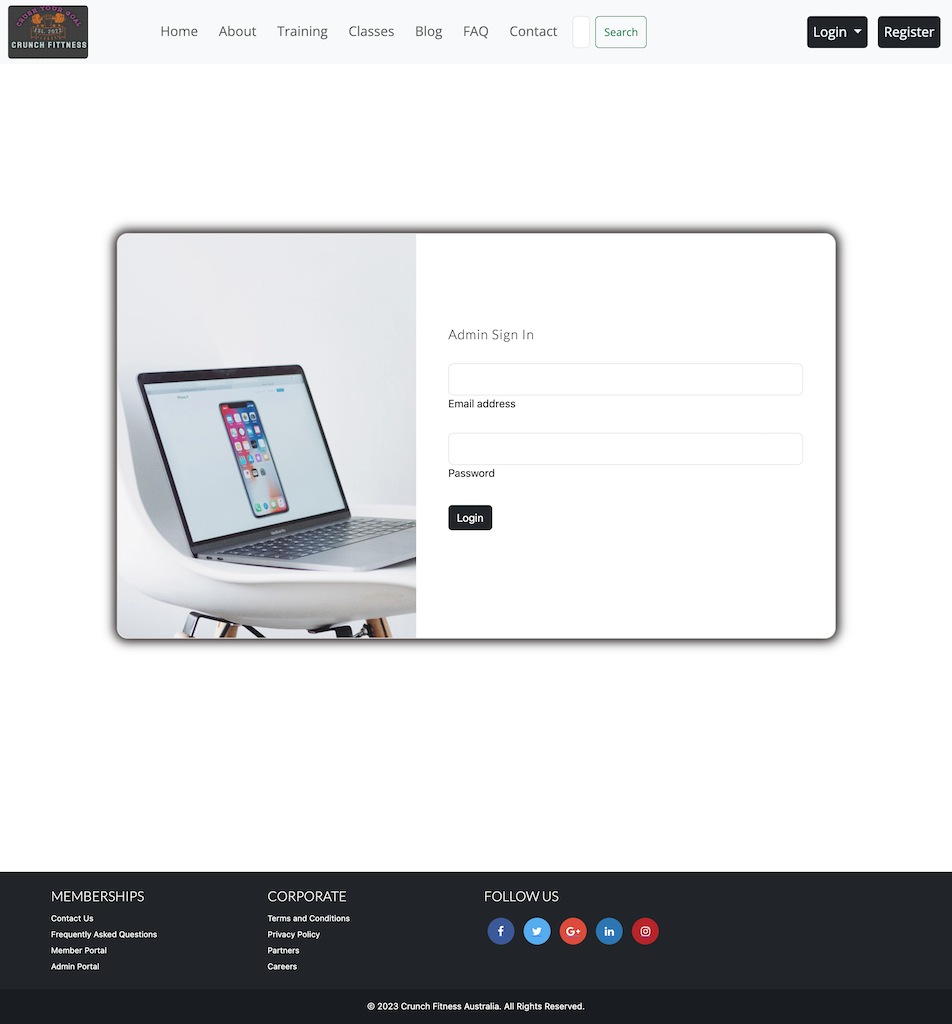 CRUSH YOUR GOAL
EST. 2023
CRUNCH FITTNESS
Home About Training Classes Blog FAQ Contact Search Login Register
Admin Sign In
Email address
Password
Login
MEMBERSHIPS
Contact Us
Frequently Asked Questions
Member Portal
Admin Portal
CORPORATE
Terms and Conditions
Privacy Policy
Partners
Careers
FOLLOW US
© 2023 Crunch Fitness Australia. All Rights Reserved.